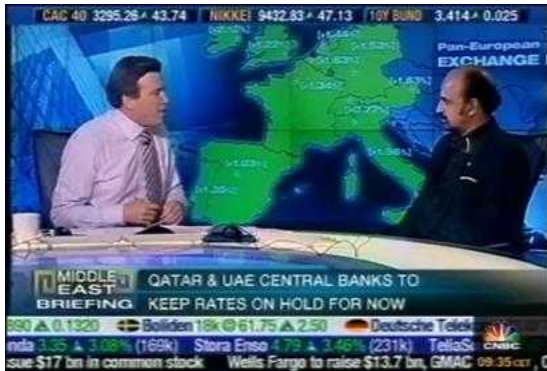 CAC 40 3295.26 ▲ 43.74 NIKKEI 9432.83 ▲ 47.13 10Y BUND 3.414 ▲ 0.025
Pan-European
EXCHANGE
MIDDLE EAST BRIEFING
QATAR & UAE CENTRAL BANKS TO
KEEP RATES ON HOLD FOR NOW
890 ▲ 0.1320 Boliden 18k @ 61.75 ▲ 2.50 Deutsche Telek
nda 3.35 ▲ 3.08% (169k) Stora Enso 4.79 ▲ 3.46% (231k) TeliaS
CNBC
sue $17 bn in common stock Wells Fargo to raise $13.7 bn, GMAC 09:35 CET